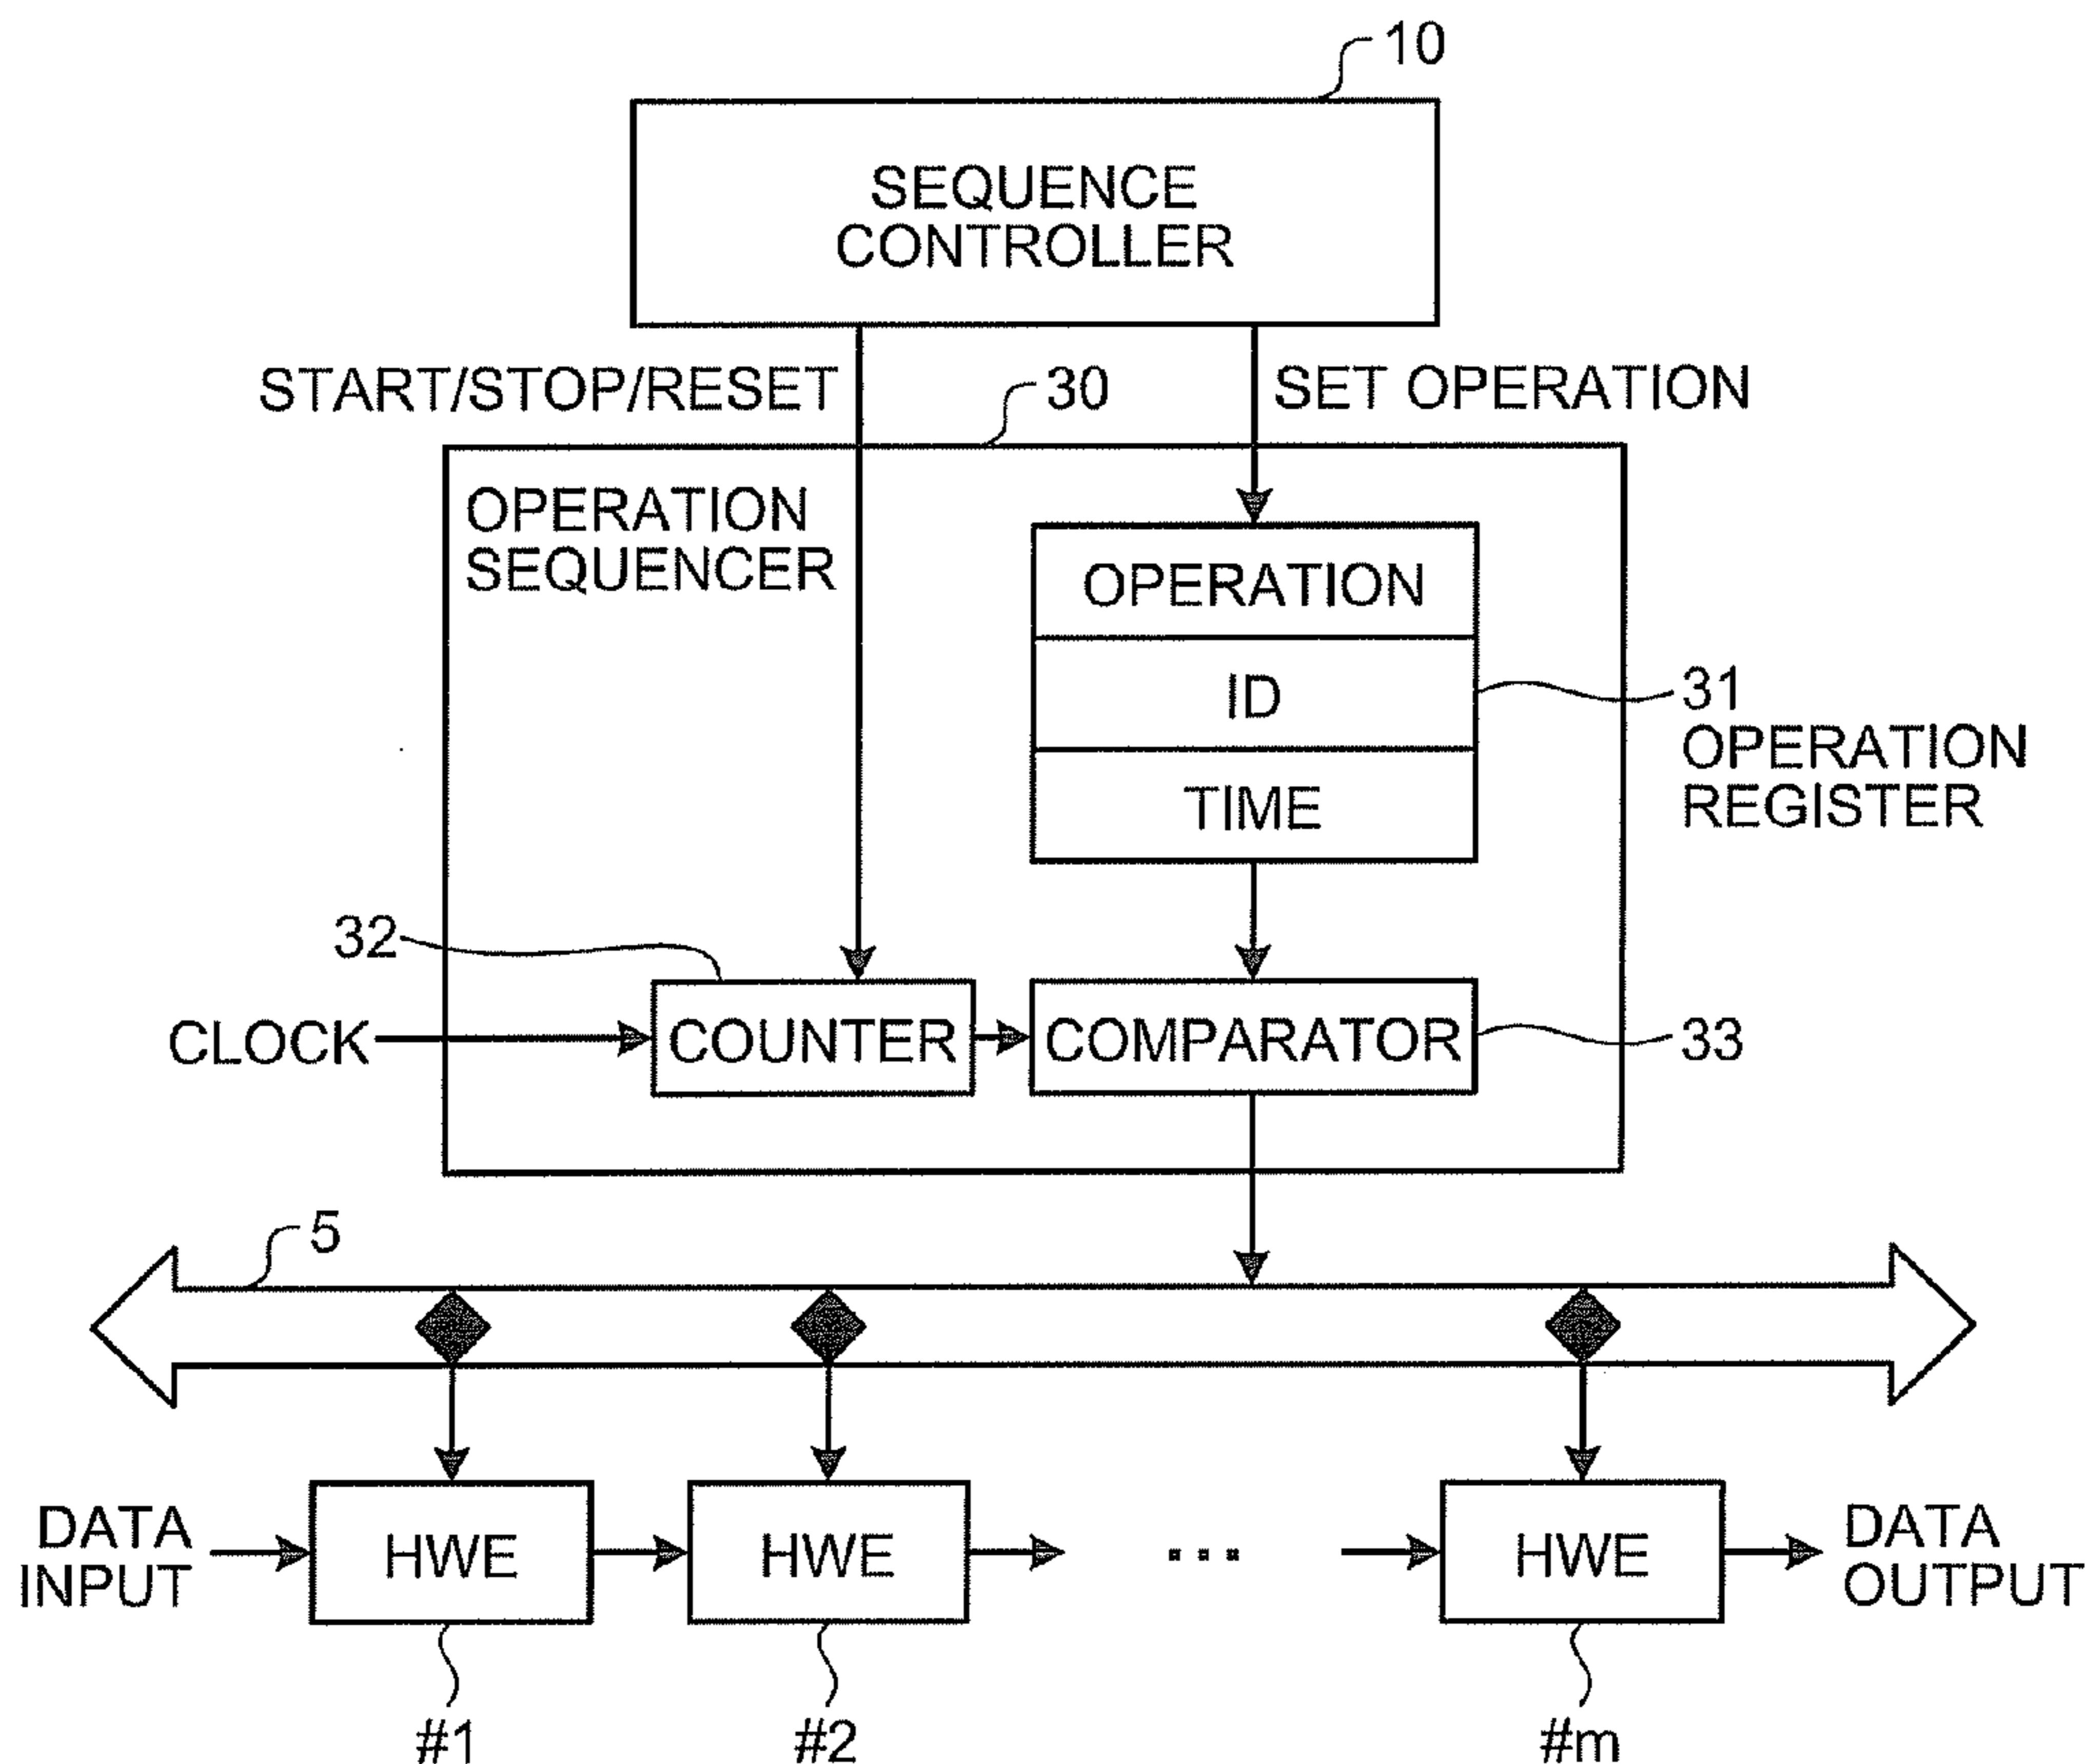 10
SEQUENCE
CONTROLLER
START/STOP/RESET
30
SET OPERATION
OPERATION
SEQUENCER
OPERATION
ID
TIME
31
OPERATION
REGISTER
32
CLOCK
COUNTER
COMPARATOR
33
5
DATA
INPUT
HWE
HWE
...
HWE
DATA
OUTPUT
#1
#2
#m